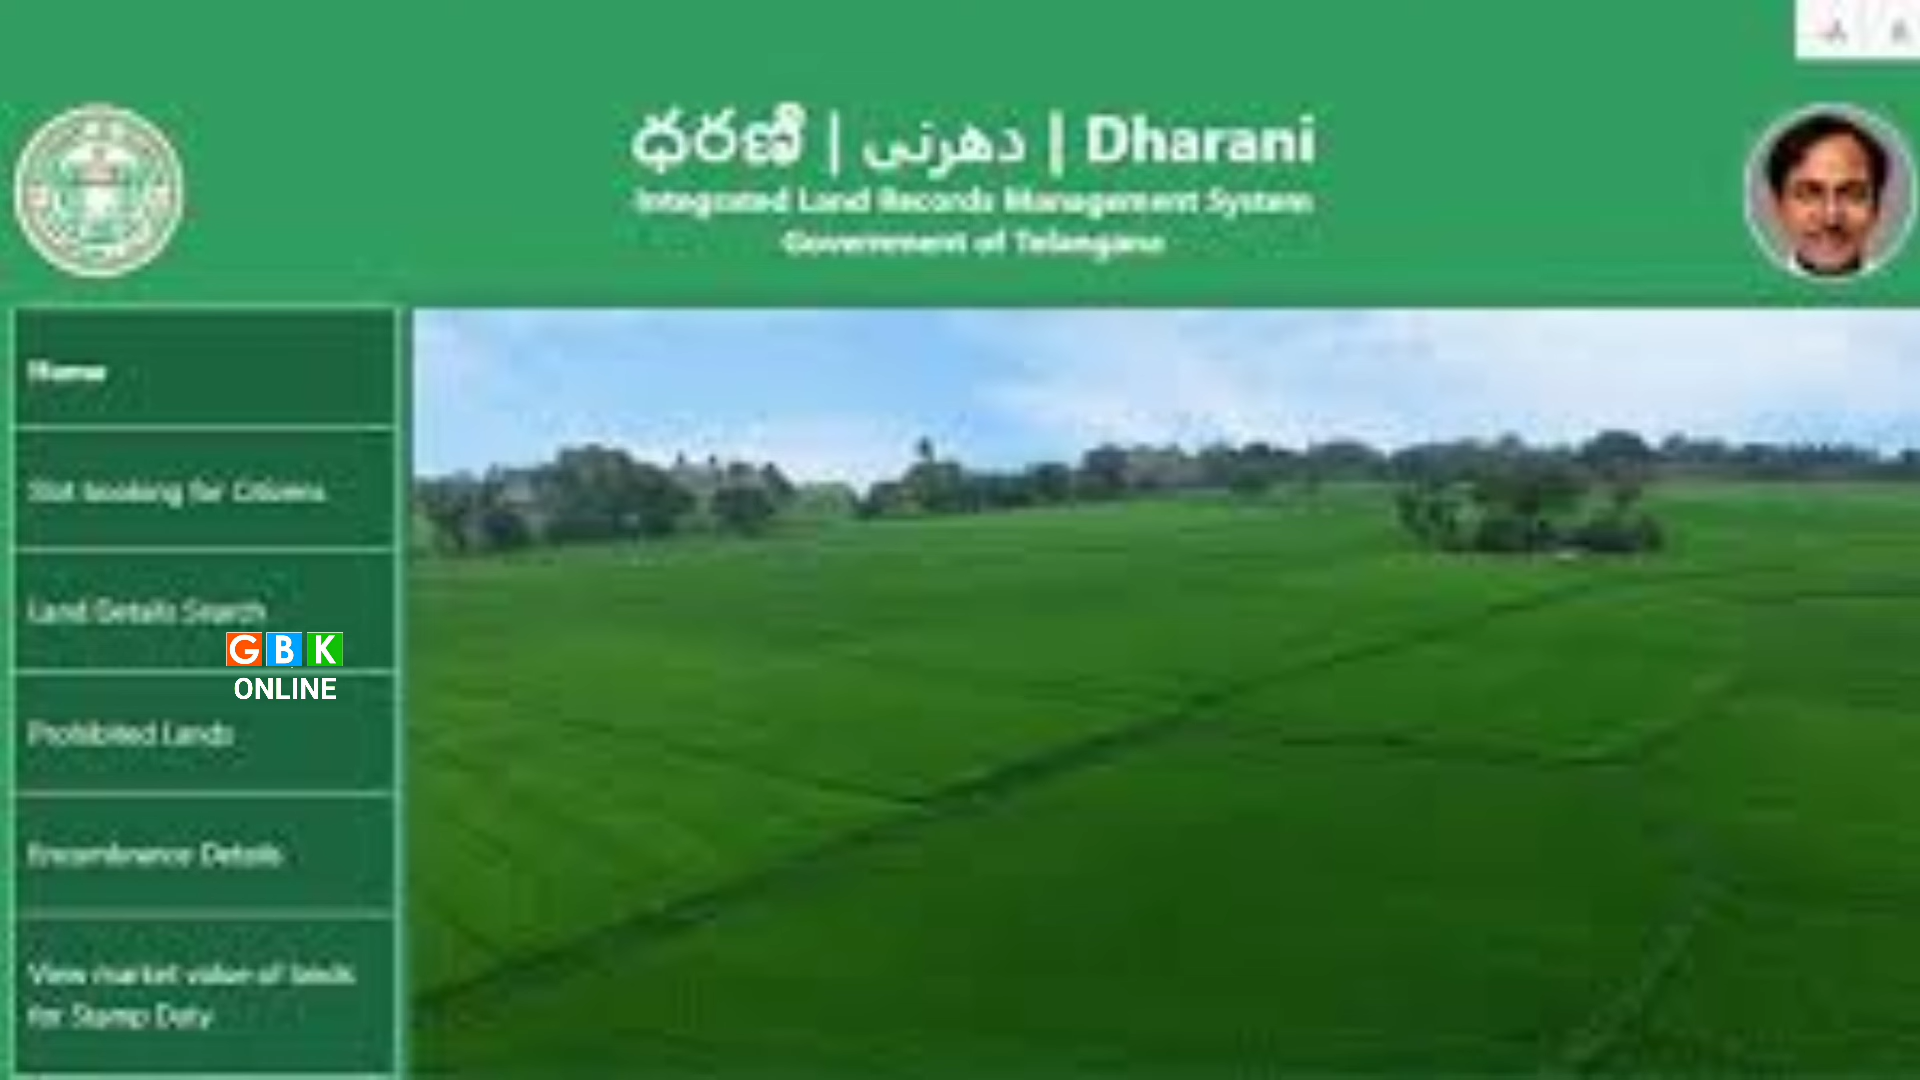 ధరణి | دھرنی | Dharani
Integrated Land Records Management System
Government of Telangana
Home
Slot booking for Citizens
Land Details Search
GBK
ONLINE
Prohibited Lands
Encumbrance Details
View market value of lands
for Stamp Duty